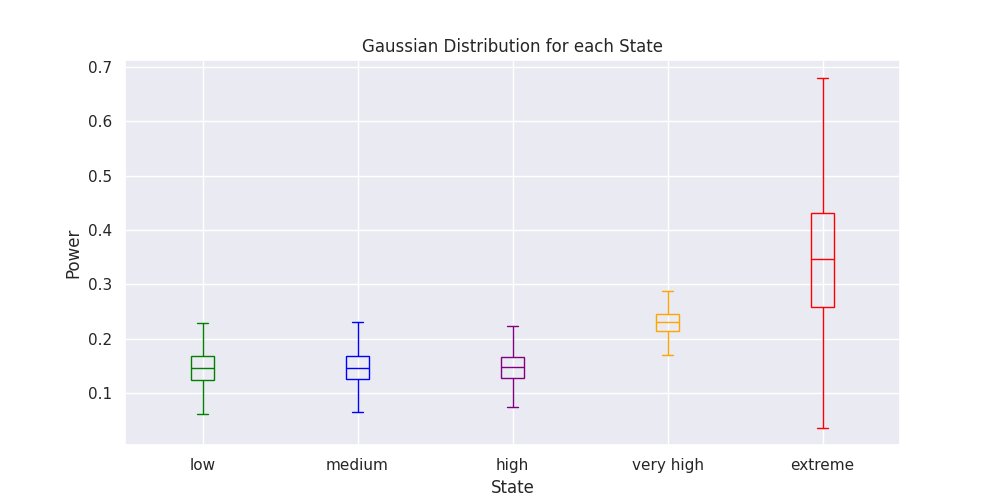 Gaussian Distribution for each State
0.7
0.6
0.5
0.4
0.3
0.2
0.1
Power
low medium high very high extreme
State